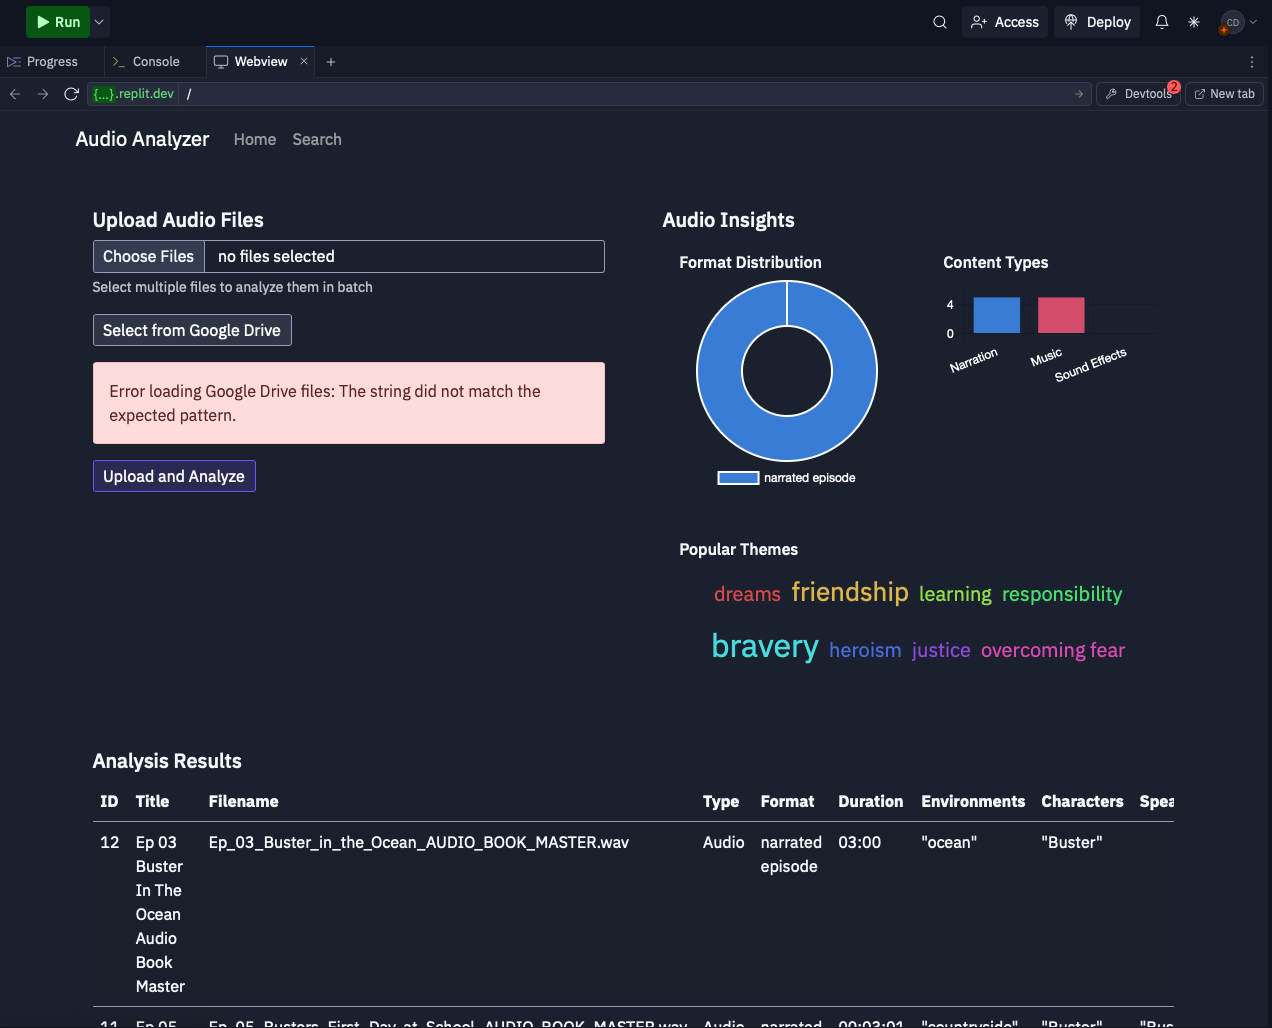 Run
Access
Deploy
CD
Progress
Console
Webview
{...}.replit.dev
/
Devtools
2
New tab
Audio Analyzer
Home
Search
Upload Audio Files
Choose Files
no files selected
Select multiple files to analyze them in batch
Select from Google Drive
Error loading Google Drive files: The string did not match the
expected pattern.
Upload and Analyze
Audio Insights
Format Distribution
narrated episode
Content Types
4
0
Narration
Music
Sound Effects
Popular Themes
dreams friendship learning responsibility
bravery heroism justice overcoming fear
Analysis Results
ID Title Filename Type Format Duration Environments Characters Spea
12 Ep 03 Ep_03_Buster_in_the_Ocean_AUDIO_BOOK_MASTER.wav Audio narrated 03:00 "ocean" "Buster"
Buster episode
In The
Ocean
Audio
Book
Master
11 Ep 05 Ep_05_Busters_First_Day_at_School_AUDIO_BOOK_MASTER.wav Audio narrated 00:03:01 "countryside" "Buster" "Bus